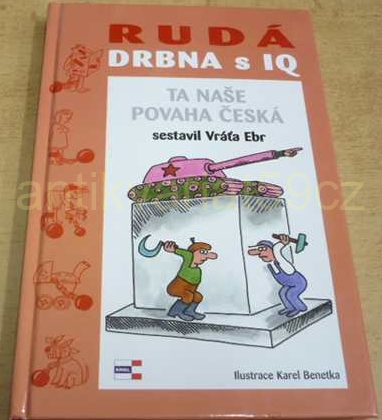 RUDÁ
DRBNA s IQ
TA NAŠE
POVAHA ČESKÁ
sestavil Vráťa Ebr
Ilustrace Karel Benetka